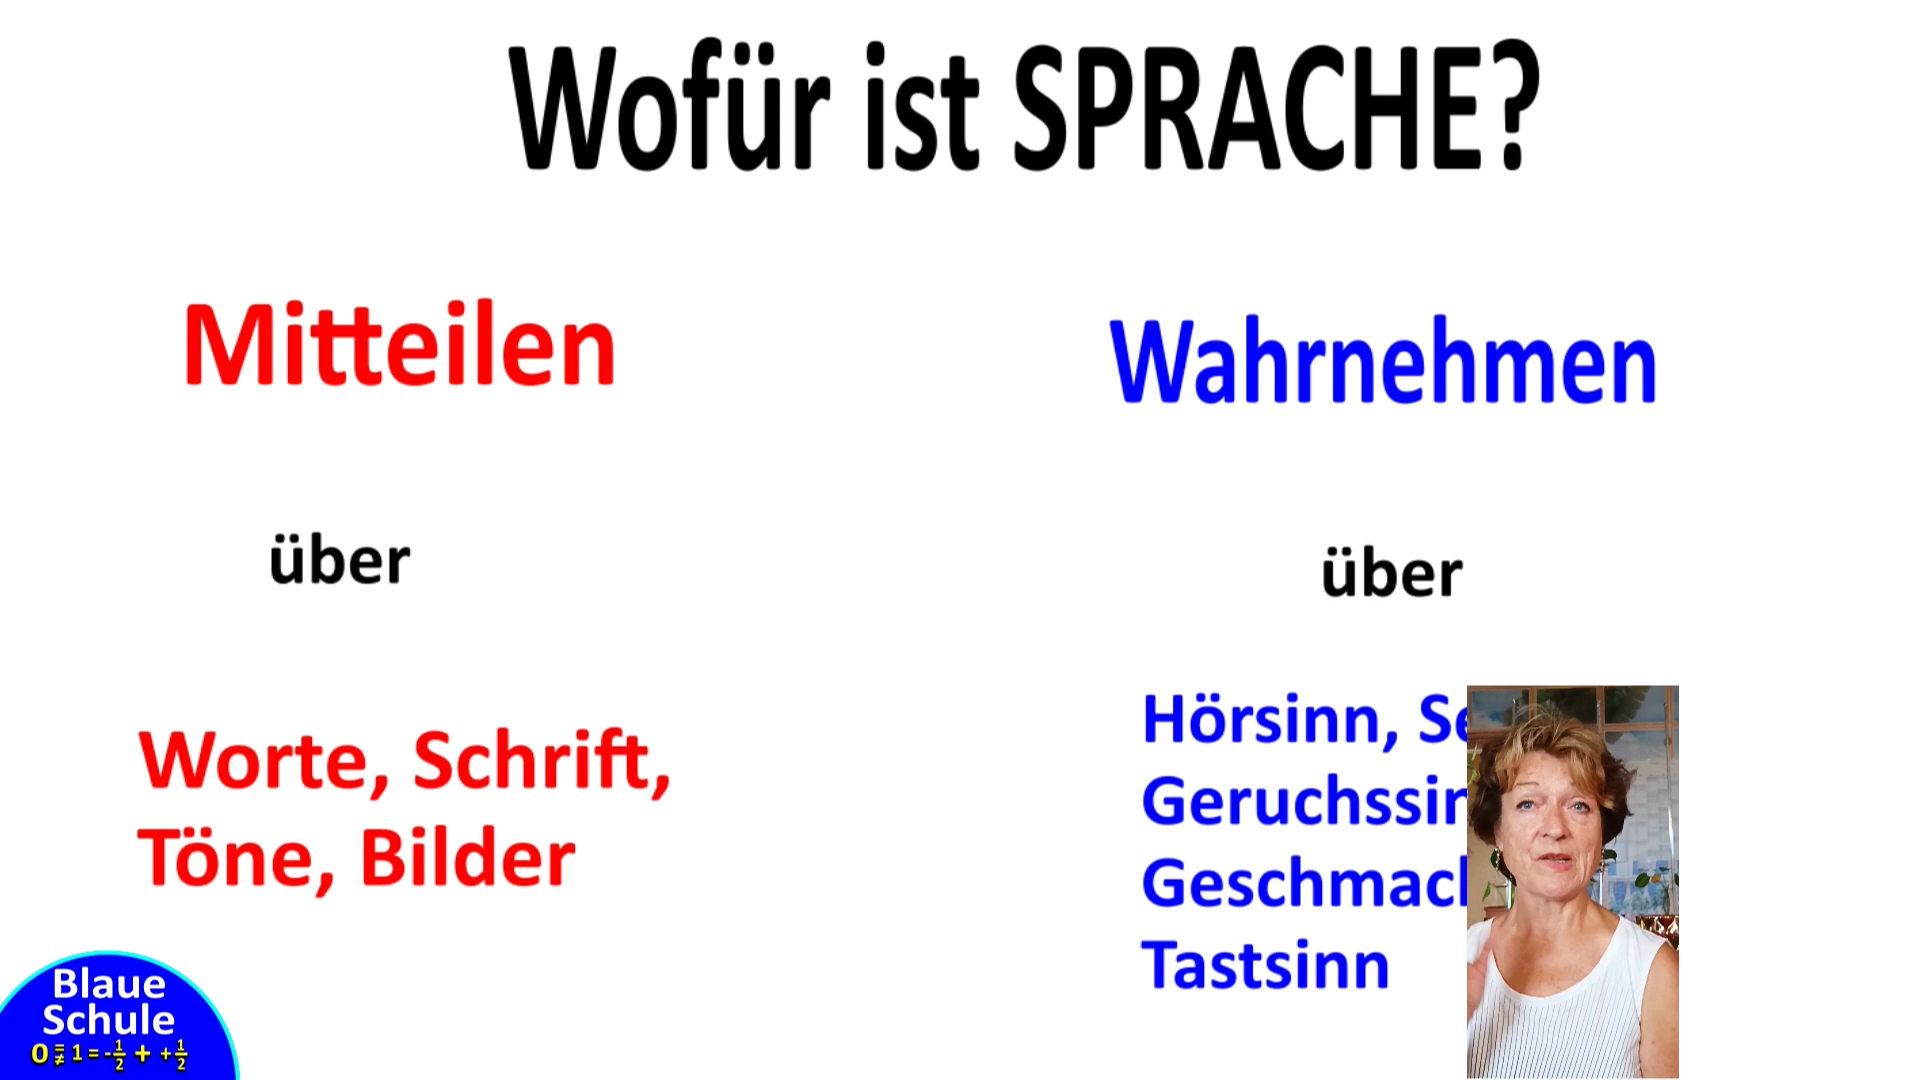 Wofür ist SPRACHE?
Mitteilen
Wahrnehmen
über
über
Worte, Schrift,
Töne, Bilder
Hörsinn,
Tastsinn
Blaue
Schule